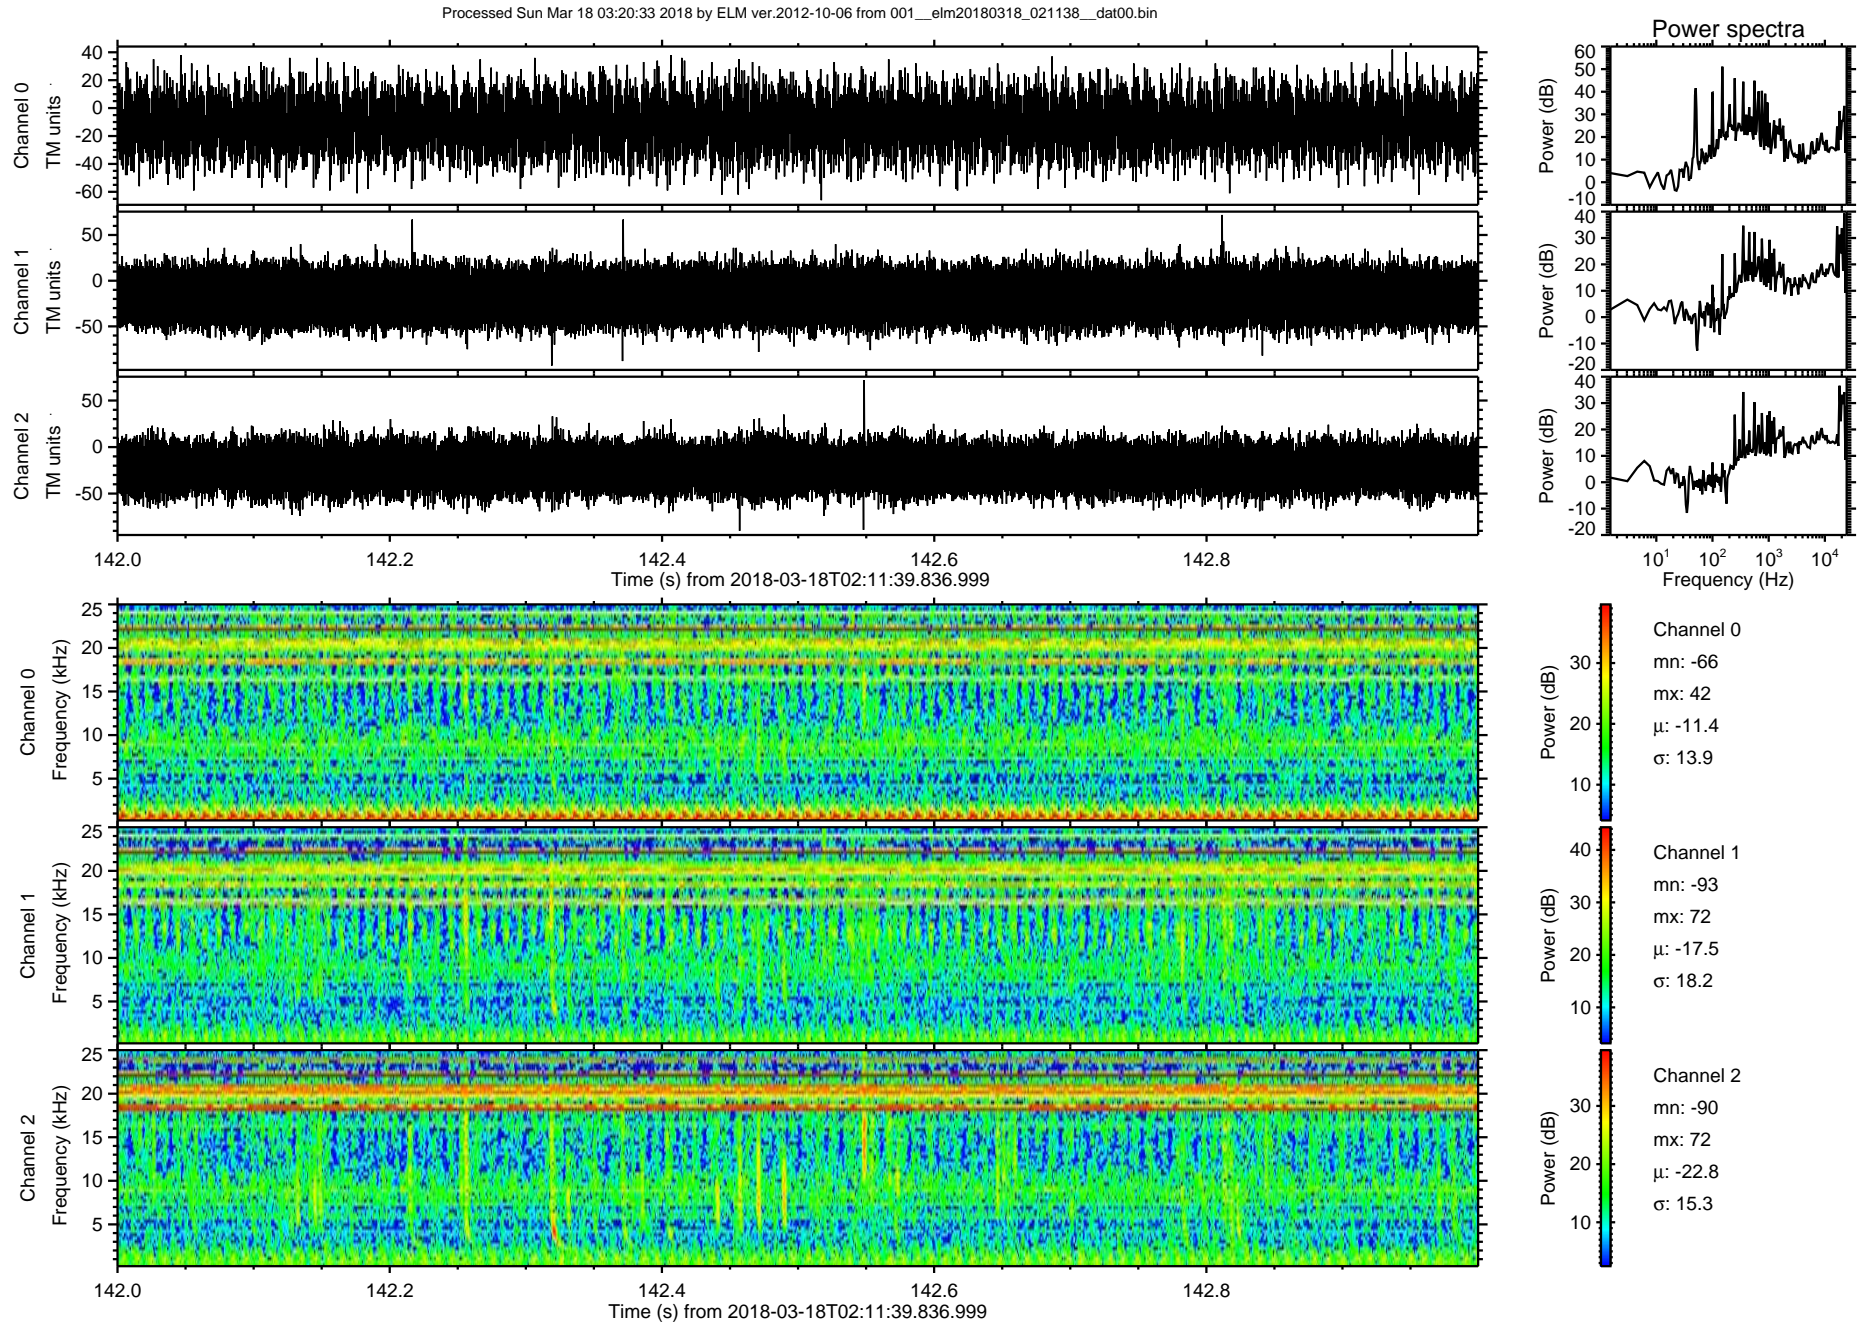 Processed Sun Mar 18 03:20:33 2018 by ELM ver.2012-10-06 from 001__elm20180318_021138__dat00.bin
Power spectra
Channel 0
TM units
40
20
0
-20
-40
-60
Power (dB)
60
50
40
30
20
10
0
-10
Channel 1
TM units
50
0
-50
Power (dB)
40
30
20
10
0
-10
-20
Channel 2
TM units
50
0
-50
Power (dB)
40
30
20
10
0
-10
-20
142.0 142.2 142.4 142.6 142.8
Time (s) from 2018-03-18T02:11:39.836.999
10^1 10^2 10^3 10^4
Frequency (Hz)
Channel 0
Frequency (kHz)
25
20
15
10
5
Power (dB)
30
20
10
Channel 0
mn: -66
mx: 42
μ: -11.4
σ: 13.9
Channel 1
Frequency (kHz)
25
20
15
10
5
Power (dB)
40
30
20
10
Channel 1
mn: -93
mx: 72
μ: -17.5
σ: 18.2
Channel 2
Frequency (kHz)
25
20
15
10
5
Power (dB)
30
20
10
Channel 2
mn: -90
mx: 72
μ: -22.8
σ: 15.3
142.0 142.2 142.4 142.6 142.8
Time (s) from 2018-03-18T02:11:39.836.999